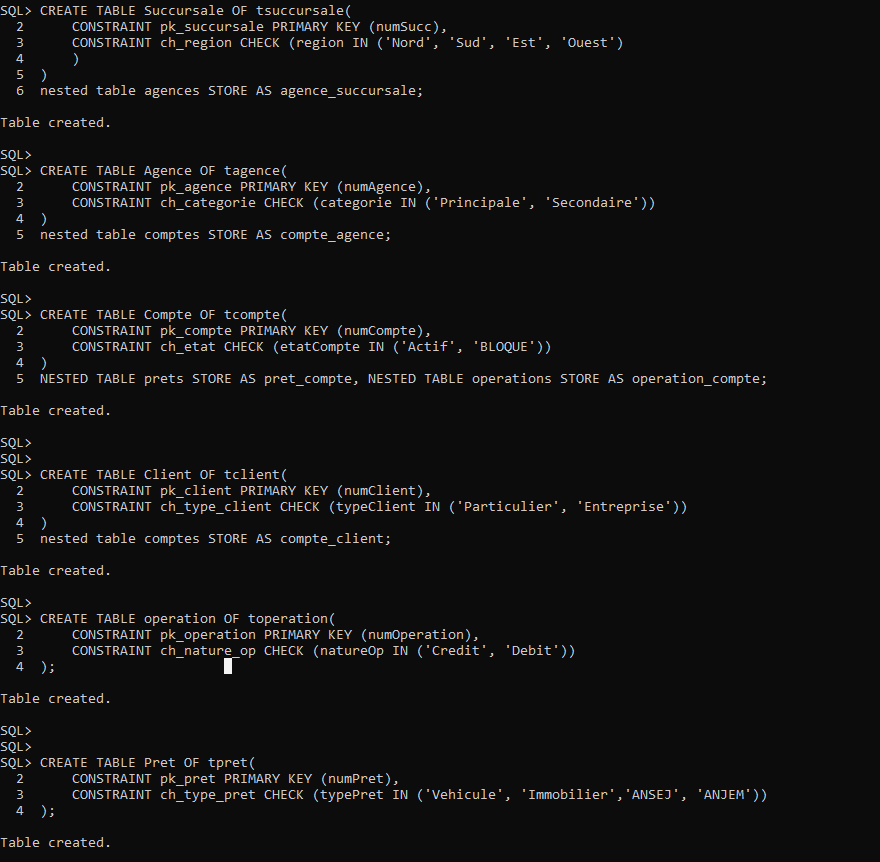 SQL> CREATE TABLE Succursale OF tsuccursale(
  2      CONSTRAINT pk_succursale PRIMARY KEY (numSucc),
  3      CONSTRAINT ch_region CHECK (region IN ('Nord', 'Sud', 'Est', 'Ouest')
  4      )
  5  )
  6  nested table agences STORE AS agence_succursale;

Table created.

SQL>
SQL> CREATE TABLE Agence OF tagence(
  2      CONSTRAINT pk_agence PRIMARY KEY (numAgence),
  3      CONSTRAINT ch_categorie CHECK (categorie IN ('Principale', 'Secondaire'))
  4  )
  5  nested table comptes STORE AS compte_agence;

Table created.

SQL>
SQL> CREATE TABLE Compte OF tcompte(
  2      CONSTRAINT pk_compte PRIMARY KEY (numCompte),
  3      CONSTRAINT ch_etat CHECK (etatCompte IN ('Actif', 'BLOQUE'))
  4  )
  5  NESTED TABLE prets STORE AS pret_compte, NESTED TABLE operations STORE AS operation_compte;

Table created.

SQL>
SQL>
SQL> CREATE TABLE Client OF tclient(
  2      CONSTRAINT pk_client PRIMARY KEY (numClient),
  3      CONSTRAINT ch_type_client CHECK (typeClient IN ('Particulier', 'Entreprise'))
  4  )
  5  nested table comptes STORE AS compte_client;

Table created.

SQL>
SQL> CREATE TABLE operation OF toperation(
  2      CONSTRAINT pk_operation PRIMARY KEY (numOperation),
  3      CONSTRAINT ch_nature_op CHECK (natureOp IN ('Credit', 'Debit'))
  4  );

Table created.

SQL>
SQL>
SQL> CREATE TABLE Pret OF tpret(
  2      CONSTRAINT pk_pret PRIMARY KEY (numPret),
  3      CONSTRAINT ch_type_pret CHECK (typePret IN ('Vehicule', 'Immobilier','ANSEJ', 'ANJEM'))
  4  );

Table created.